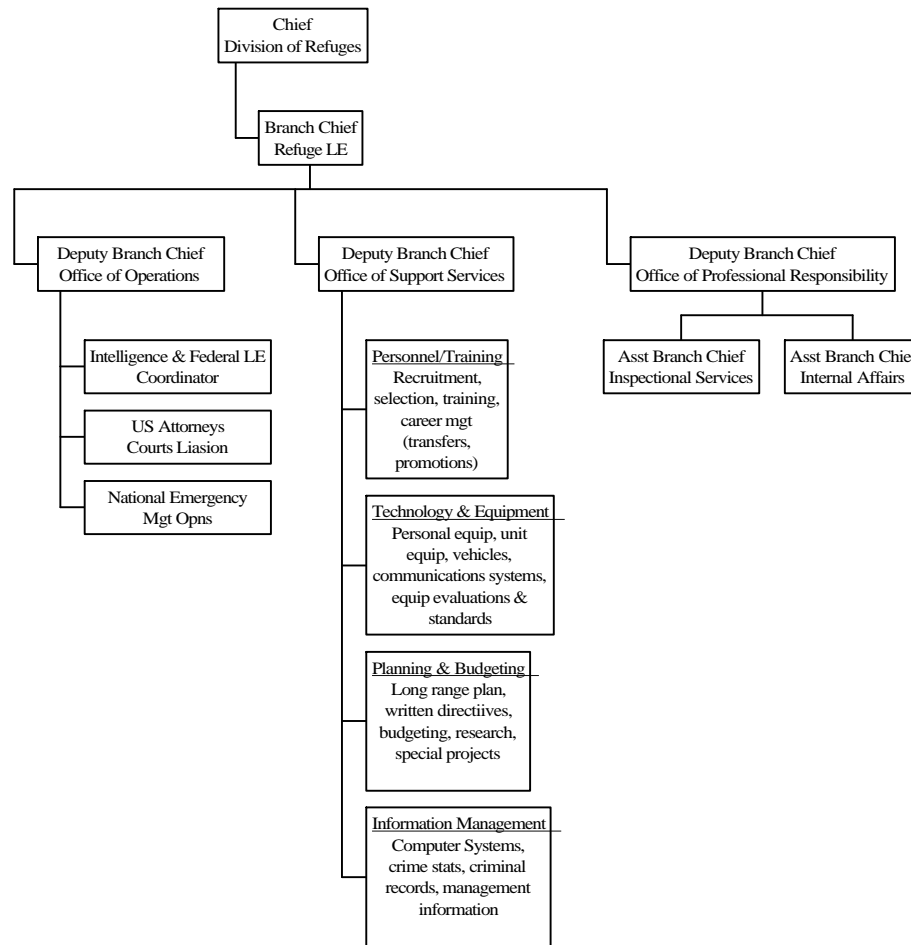 Chief
Division of Refuges
Branch Chief
Refuge LE
Deputy Branch Chief
Office of Operations
Intelligence & Federal LE
Coordinator
US Attorneys
Courts Liasion
National Emergency
Mgt Opns
Deputy Branch Chief
Office of Support Services
Personnel/Training
Recruitment,
selection, training,
career mgt
(transfers,
promotions)
Technology & Equipment
Personal equip, unit
equip, vehicles,
communications systems,
equip evaluations &
standards
Planning & Budgeting
Long range plan,
written directiives,
budgeting, research,
special projects
Information Management
Computer Systems,
crime stats, criminal
records, management
information
Deputy Branch Chief
Office of Professional Responsibility
Asst Branch Chief
Inspectional Services
Asst Branch Chief
Internal Affairs